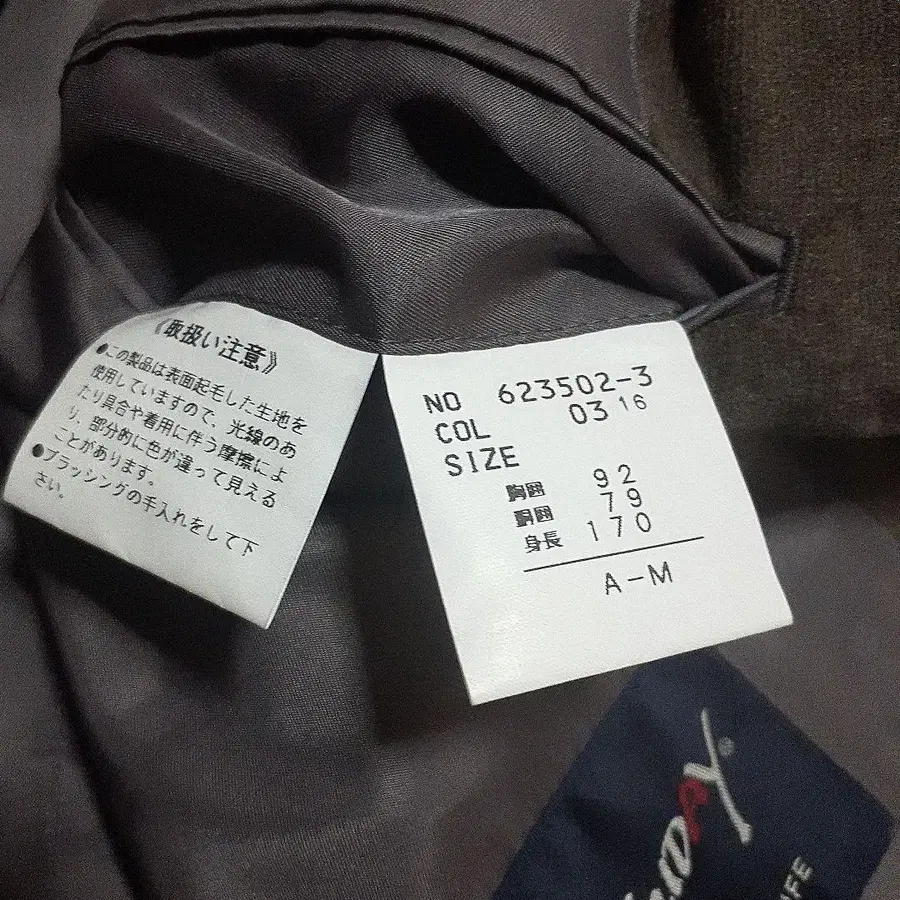 《取扱い注意》
●この製品は表面起毛した生地を
使用していますので、光線のあ
たり具合や着用に伴う摩擦によ
り、部分的に色が違って見える
ことがあります。
●ブラッシングの手入れをして下
さい。
NO 623502-3
COL 03 16
SIZE
胸囲 92
胴囲 79
身長 170
A-M
®